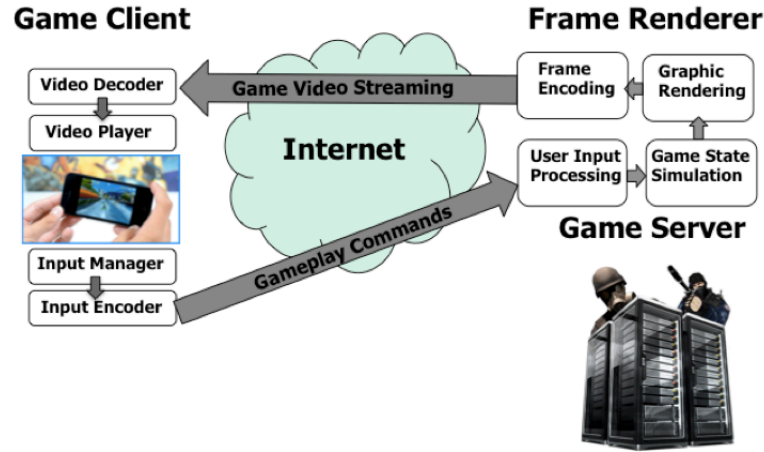 Game Client
Frame Renderer
Video Decoder
Video Player
Game Video Streaming
Frame
Encoding
Graphic
Rendering
Internet
User Input
Processing
Game State
Simulation
Game Server
Input Manager
Input Encoder
Gameplay Commands